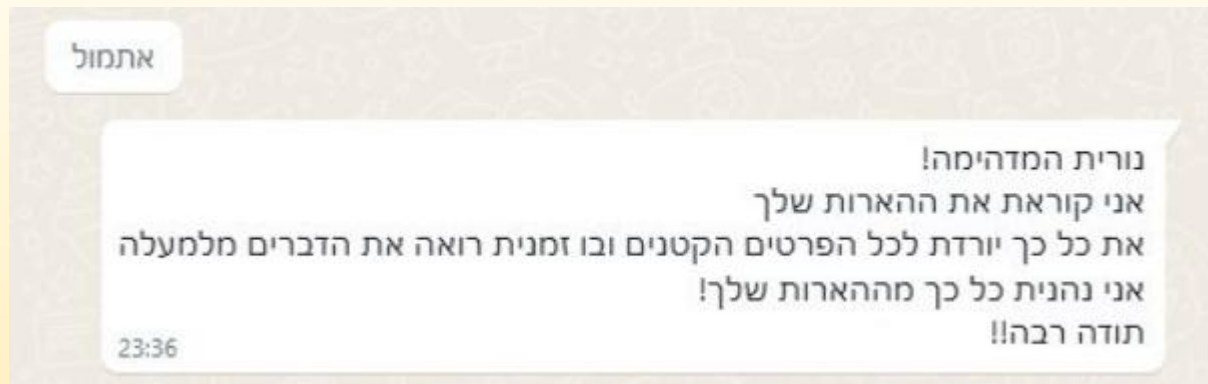 אתמול
נורית המדהימה!
אני קוראת את ההארות שלך
את כל כך יורדת לכל הפרטים הקטנים ובו זמנית רואה את הדברים מלמעלה
אני נהנית כל כך מההארות שלך!
תודה רבה!!
23:36